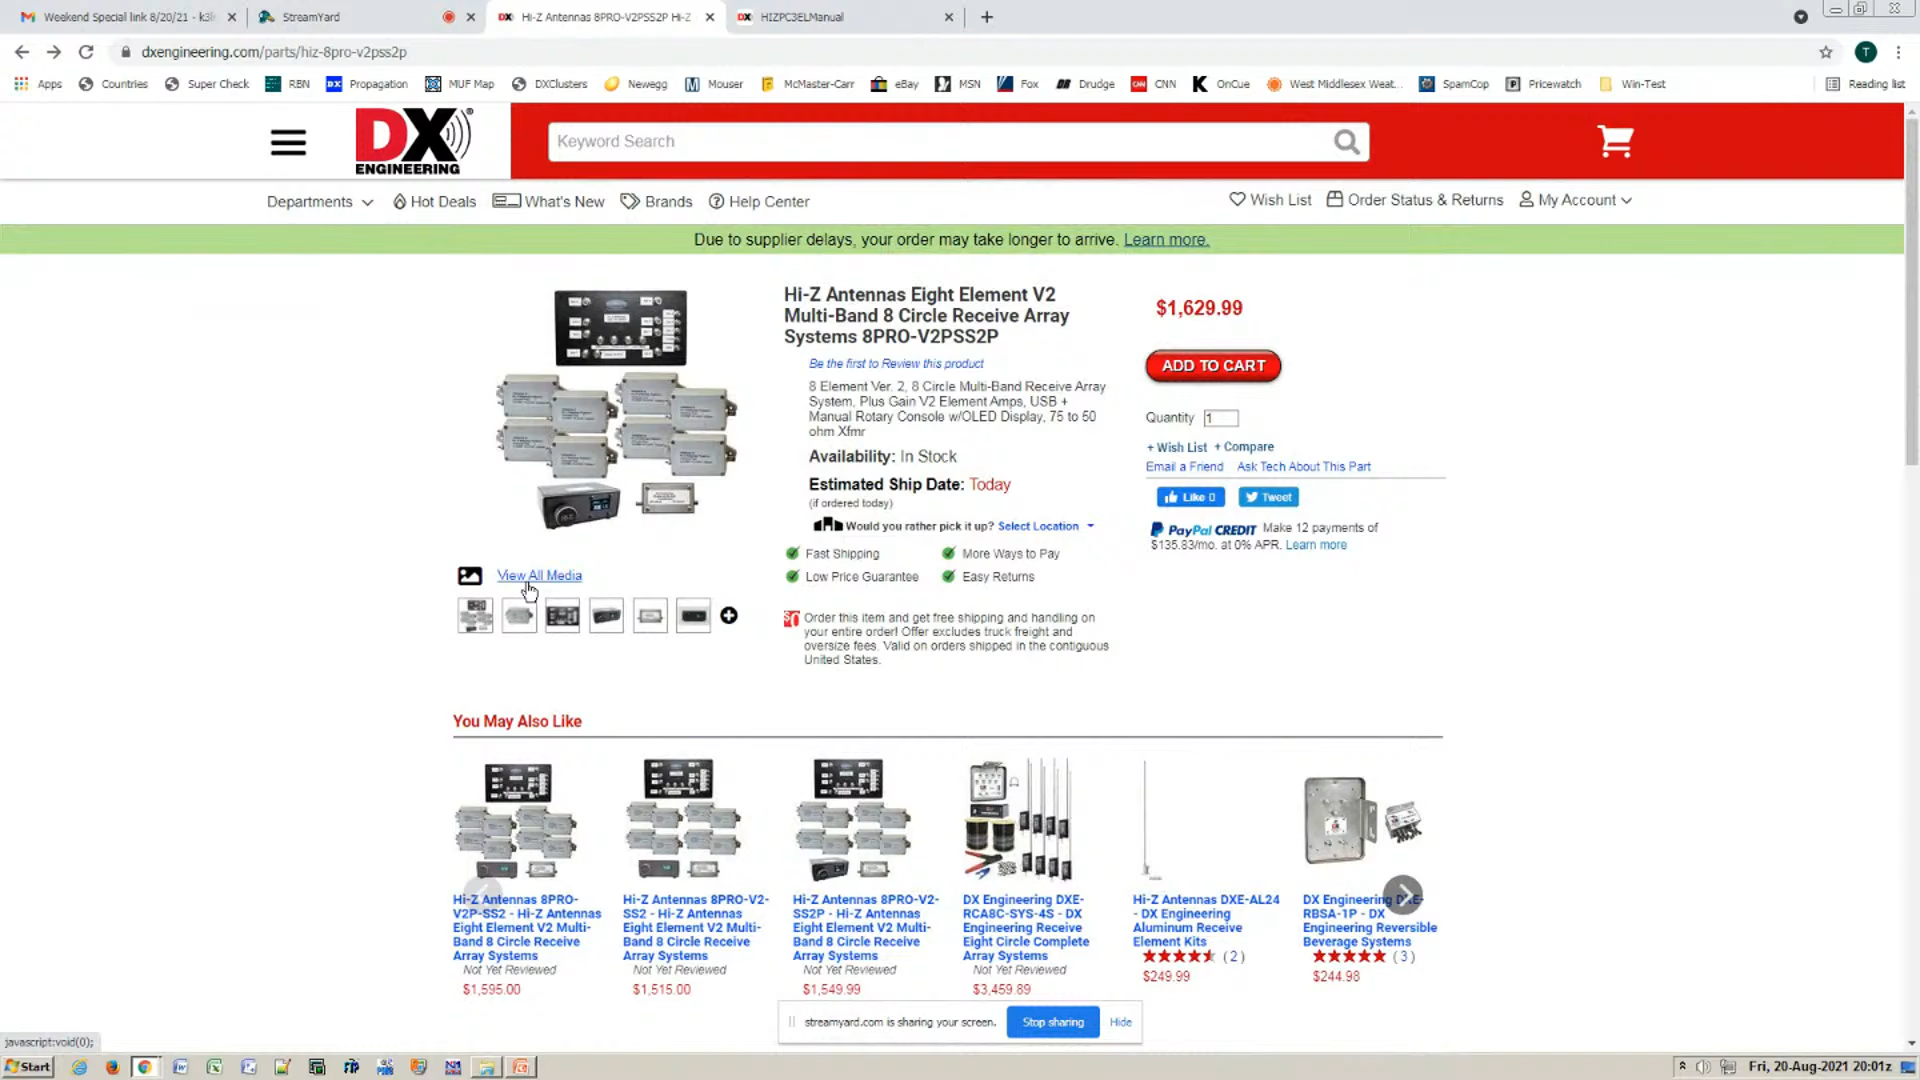 Weekend Special link 8/20/21 - k3l
StreamYard
Hi-Z Antennas 8PRO-V2PSS2P Hi-Z
HIZPC3ELManual
dxengineering.com/parts/hiz-8pro-v2pss2p
T
Apps
Countries
Super Check
RBN
Propagation
MUF Map
DXClusters
Newegg
Mouser
McMaster-Carr
eBay
MSN
Fox
Drudge
CNN
OnCue
West Middlesex Weat...
SpamCop
Pricewatch
Win-Test
Reading list
DX
ENGINEERING
Keyword Search
Departments
Hot Deals
What's New
Brands
Help Center
Wish List
Order Status & Returns
My Account
Due to supplier delays, your order may take longer to arrive. Learn more.
Hi-Z Antennas Eight Element V2
Multi-Band 8 Circle Receive Array
Systems 8PRO-V2PSS2P
Be the first to Review this product
8 Element Ver. 2, 8 Circle Multi-Band Receive Array
System, Plus Gain V2 Element Amps, USB +
Manual Rotary Console w/OLED Display, 75 to 50
ohm Xfmr
Availability: In Stock
Estimated Ship Date: Today
(if ordered today)
Would you rather pick it up? Select Location
Fast Shipping
More Ways to Pay
Low Price Guarantee
Easy Returns
$0 Order this item and get free shipping and handling on
your entire order! Offer excludes truck freight and
oversize fees. Valid on orders shipped in the contiguous
United States.
$1,629.99
ADD TO CART
Quantity 1
+ Wish List + Compare
Email a Friend Ask Tech About This Part
Like 0
Tweet
PayPal CREDIT Make 12 payments of
$135.83/mo. at 0% APR. Learn more
View All Media
You May Also Like
Hi-Z Antennas 8PRO-
V2P-SS2 - Hi-Z Antennas
Eight Element V2 Multi-
Band 8 Circle Receive
Array Systems
Not Yet Reviewed
$1,595.00
Hi-Z Antennas 8PRO-V2-
SS2 - Hi-Z Antennas
Eight Element V2 Multi-
Band 8 Circle Receive
Array Systems
Not Yet Reviewed
$1,515.00
Hi-Z Antennas 8PRO-V2-
SS2P - Hi-Z Antennas
Eight Element V2 Multi-
Band 8 Circle Receive
Array Systems
Not Yet Reviewed
$1,549.99
DX Engineering DXE-
RCA8C-SYS-4S - DX
Engineering Receive
Eight Circle Complete
Array Systems
Not Yet Reviewed
$3,459.89
Hi-Z Antennas DXE-AL24
- DX Engineering
Aluminum Receive
Element Kits
(2)
$249.99
DX Engineering DXE-
RBSA-1P - DX
Engineering Reversible
Beverage Systems
(3)
$244.98
streamyard.com is sharing your screen.
Stop sharing
Hide
javascript:void(0);
Start
Fri, 20-Aug-2021 20:01z